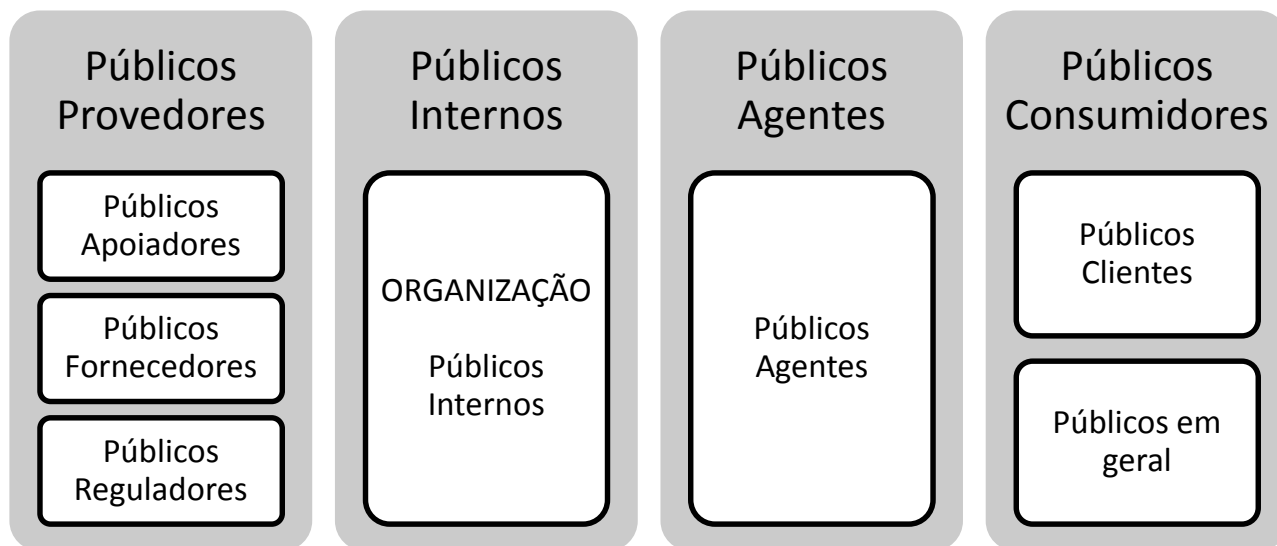 Públicos
Provedores
Públicos
Apoiadores
Públicos
Fornecedores
Públicos
Reguladores
Públicos
Internos
ORGANIZAÇÃO
Públicos
Internos
Públicos
Agentes
Públicos
Agentes
Públicos
Consumidores
Públicos
Clientes
Públicos em
geral